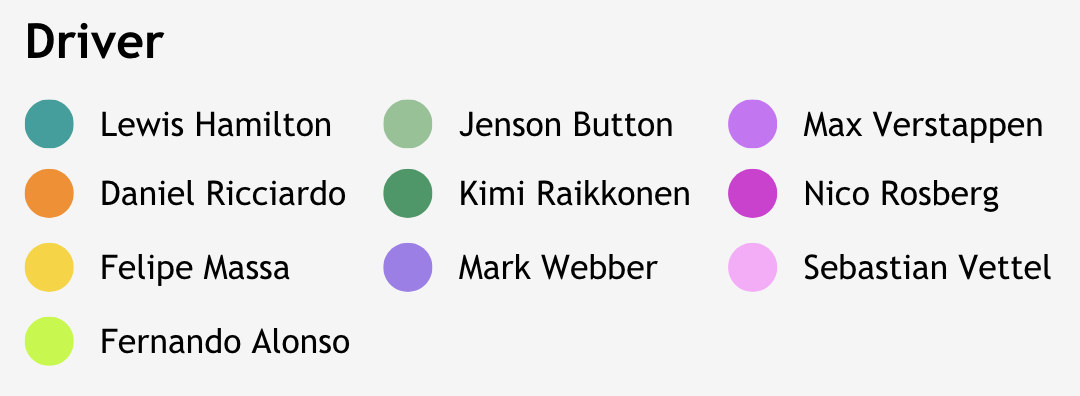 Driver
Lewis Hamilton
Jenson Button
Max Verstappen
Daniel Ricciardo
Kimi Raikkonen
Nico Rosberg
Felipe Massa
Mark Webber
Sebastian Vettel
Fernando Alonso